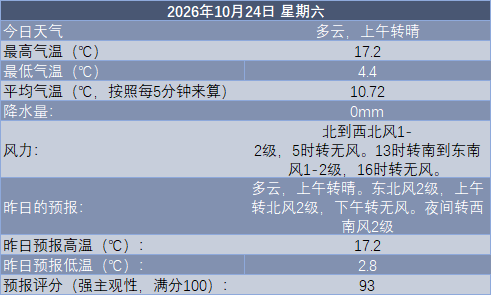 2026年10月24日 星期六
今日天气 多云，上午转晴
最高气温（℃） 17.2
最低气温（℃） 4.4
平均气温（℃，按照每5分钟来算） 10.72
降水量： 0mm
风力： 北到西北风1-
2级，5时转无风。13时转南到东南
风1-2级，16时转无风。
昨日的预报： 多云，上午转晴。东北风2级，上午
转北风2级，下午转无风。夜间转西
南风2级
昨日预报高温（℃）： 17.2
昨日预报低温（℃）： 2.8
预报评分（强主观性，满分100）： 93